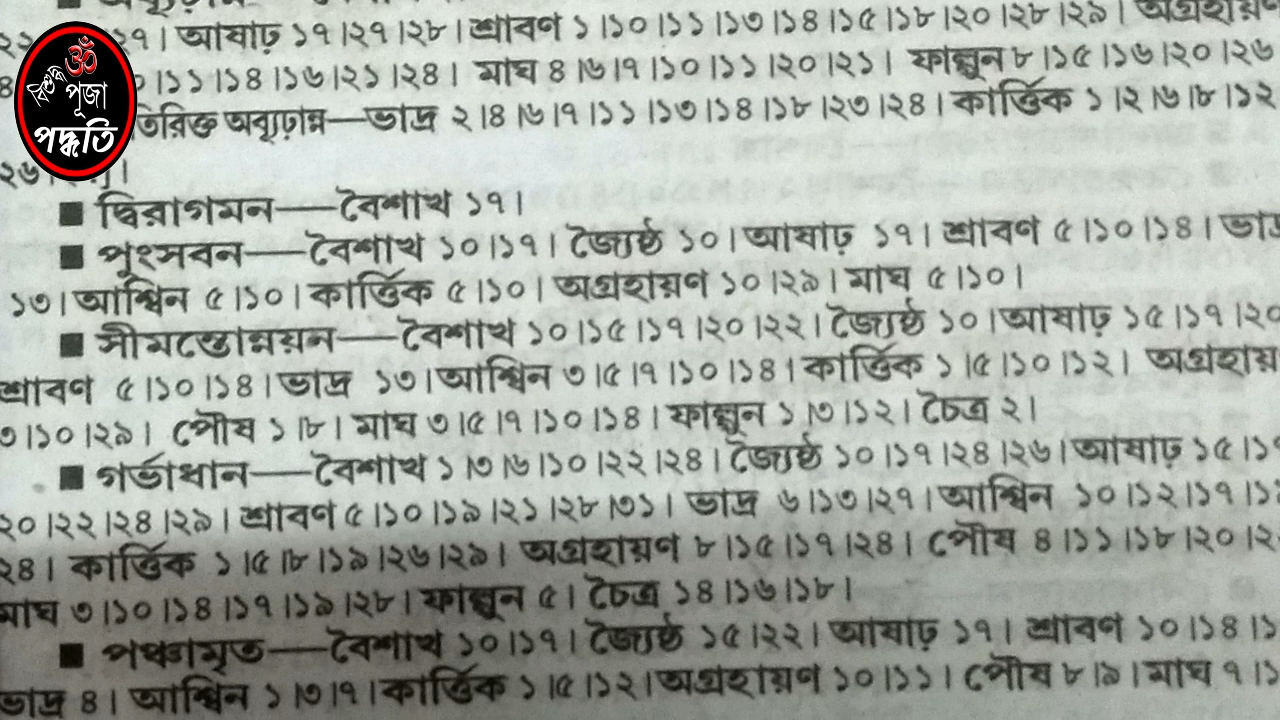 ২৭। আষাঢ় ১৭।২৭।২৮। শ্রাবণ ১।১০।১১।১৩।১৪।১৫।১৮।২০।২৮।২৯। অগ্রহায়ণ
।১১।১৪।১৬।২১।২৪। মাঘ ৪।৬।৭।১০।১১।২০।২১। ফাল্গুন ৮।১৫।১৬।২০।২৬
তিরিক্ত অব্যূঢ়ান্ন—ভাদ্র ২।৪।৬।৭।১১।১৩।১৪।১৮।২৩।২৪। কার্ত্তিক ১।২।৬।৮।১২
২৬।
■ দ্বিরাগমন—বৈশাখ ১৭।
■ পুংসবন—বৈশাখ ১০।১৭। জ্যৈষ্ঠ ১০। আষাঢ় ১৭। শ্রাবণ ৫।১০।১৪। ভাদ্র
১৩। আশ্বিন ৫।১০। কার্ত্তিক ৫।১০। অগ্রহায়ণ ১০।২৯। মাঘ ৫।১০।
■ সীমন্তোন্নয়ন—বৈশাখ ১০।১৫।১৭।২০।২২। জ্যৈষ্ঠ ১০। আষাঢ় ১৫।১৭।২০
শ্রাবণ ৫।১০।১৪। ভাদ্র ১৩। আশ্বিন ৩।৫।৭।১০।১৪। কার্ত্তিক ১।৫।১০।১২। অগ্রহায়
৩।১০।২৯। পৌষ ১।৮। মাঘ ৩।৫।৭।১০।১৪। ফাল্গুন ১।৩।১২। চৈত্র ২।
■ গর্ভাধান—বৈশাখ ১।৩।৬।১০।২২।২৪। জ্যৈষ্ঠ ১০।১৭।২৪।২৬। আষাঢ় ১৫।১৭
২০।২২।২৪।২৯। শ্রাবণ ৫।১০।১৯।২১।২৮।৩১। ভাদ্র ৬।১৩।২৭। আশ্বিন ১০।১২।১৭।
২৪। কার্ত্তিক ১।৫।৮।১৯।২৬।২৯। অগ্রহায়ণ ৮।১৫।১৭।২৪। পৌষ ৪।১১।১৮।২০।
মাঘ ৩।১০।১৪।১৭।১৯।২৮। ফাল্গুন ৫। চৈত্র ১৪।১৬।১৮।
■ পঞ্চামৃত—বৈশাখ ১০।১৭। জ্যৈষ্ঠ ১৫।২২। আষাঢ় ১৭। শ্রাবণ ১০।১৪।
ভাদ্র ৪। আশ্বিন ১।৩।৭। কার্ত্তিক ১।৫।১২। অগ্রহায়ণ ১০।১১। পৌষ ৮।৯। মাঘ ৭।
ॐ
বিশুদ্ধ
পূজা
পদ্ধতি